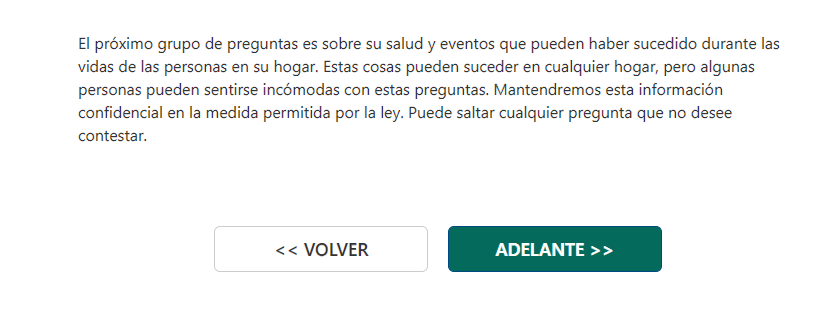 El próximo grupo de preguntas es sobre su salud y eventos que pueden haber sucedido durante las
vidas de las personas en su hogar. Estas cosas pueden suceder en cualquier hogar, pero algunas
personas pueden sentirse incómodas con estas preguntas. Mantendremos esta información
confidencial en la medida permitida por la ley. Puede saltar cualquier pregunta que no desee
contestar.
<< VOLVER
ADELANTE >>